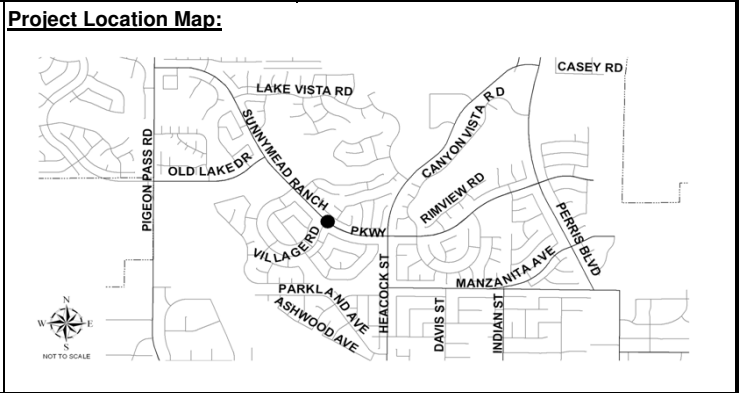 Project Location Map:
CASEY RD
LAKE VISTA RD
CANYON VISTA RD
SUNNYMEAD RANCH
PIGEON PASS RD
OLD LAKE DR
RIMVIEW RD
PKWY
VILLAGE RD
PERRIS BLVD
HEACOCK ST
MANZANITA AVE
PARKLAND AVE
ASHWOOD AVE
DAVIS ST
INDIAN ST
N
W E
S
NOT TO SCALE